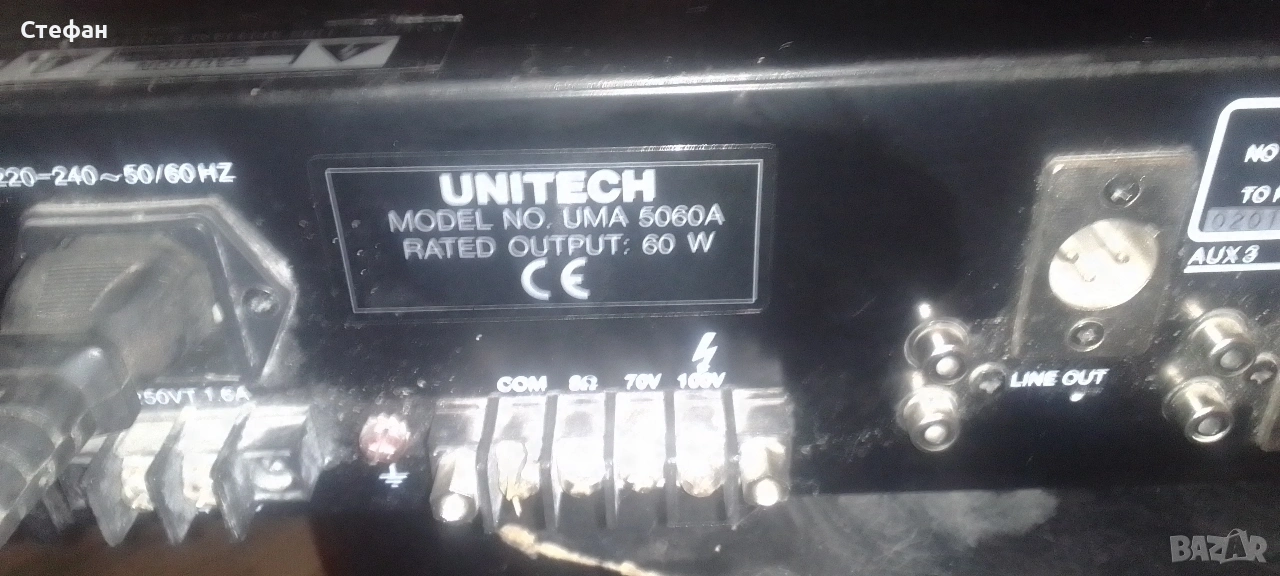 Стефан
CAUTION
220-240~50/60HZ
UNITECH
MODEL NO. UMA 5060A
RATED OUTPUT: 60 W
CE
NO
TO
AUX 3
COM 8Ω 70V 100V
250VT 1.6A
LINE OUT
BAZAR